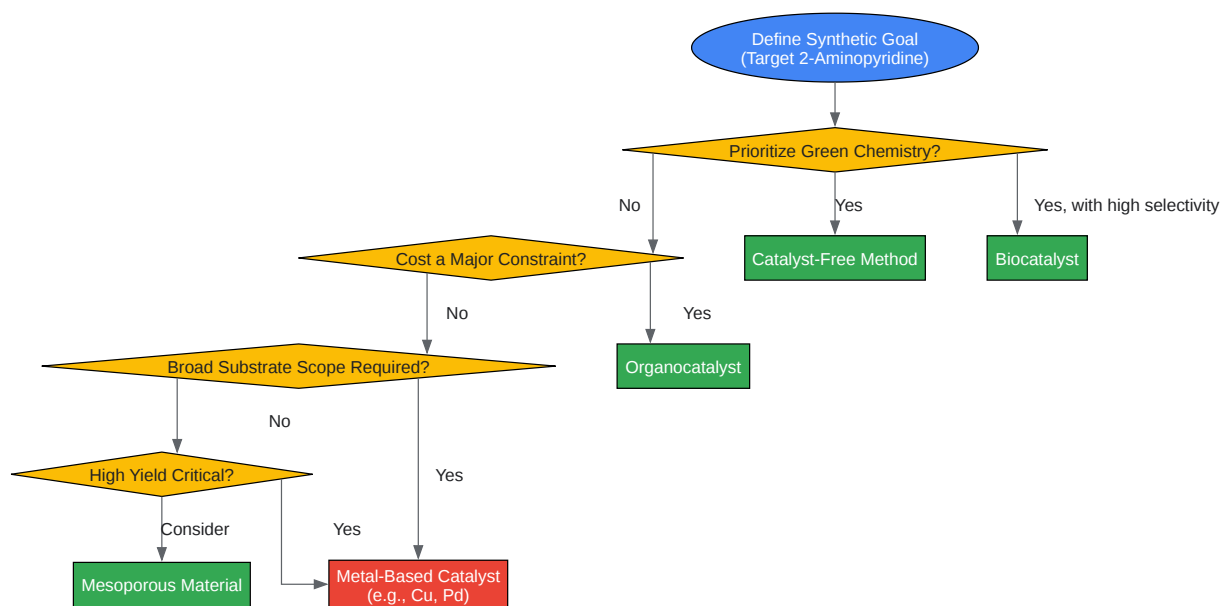 Define Synthetic Goal
(Target 2-Aminopyridine)
Prioritize Green Chemistry?
No
Yes
Yes, with high selectivity
Cost a Major Constraint?
Catalyst-Free Method
Biocatalyst
No
Yes
Broad Substrate Scope Required?
Organocatalyst
No
High Yield Critical?
Yes
Consider
Yes
Mesoporous Material
Metal-Based Catalyst
(e.g., Cu, Pd)